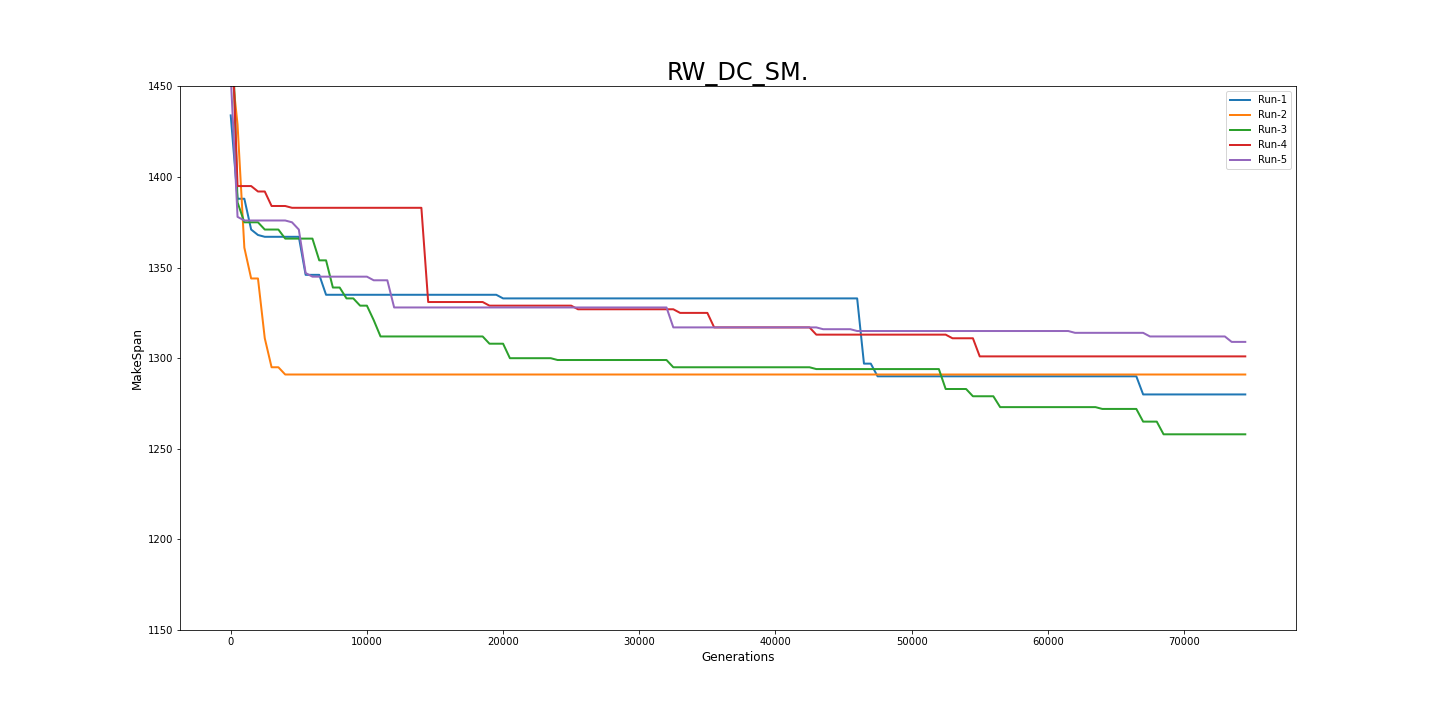 RW_DC_SM.
1450
1400
1350
1300
1250
1200
1150
MakeSpan
Run-1
Run-2
Run-3
Run-4
Run-5
0 10000 20000 30000 40000 50000 60000 70000
Generations